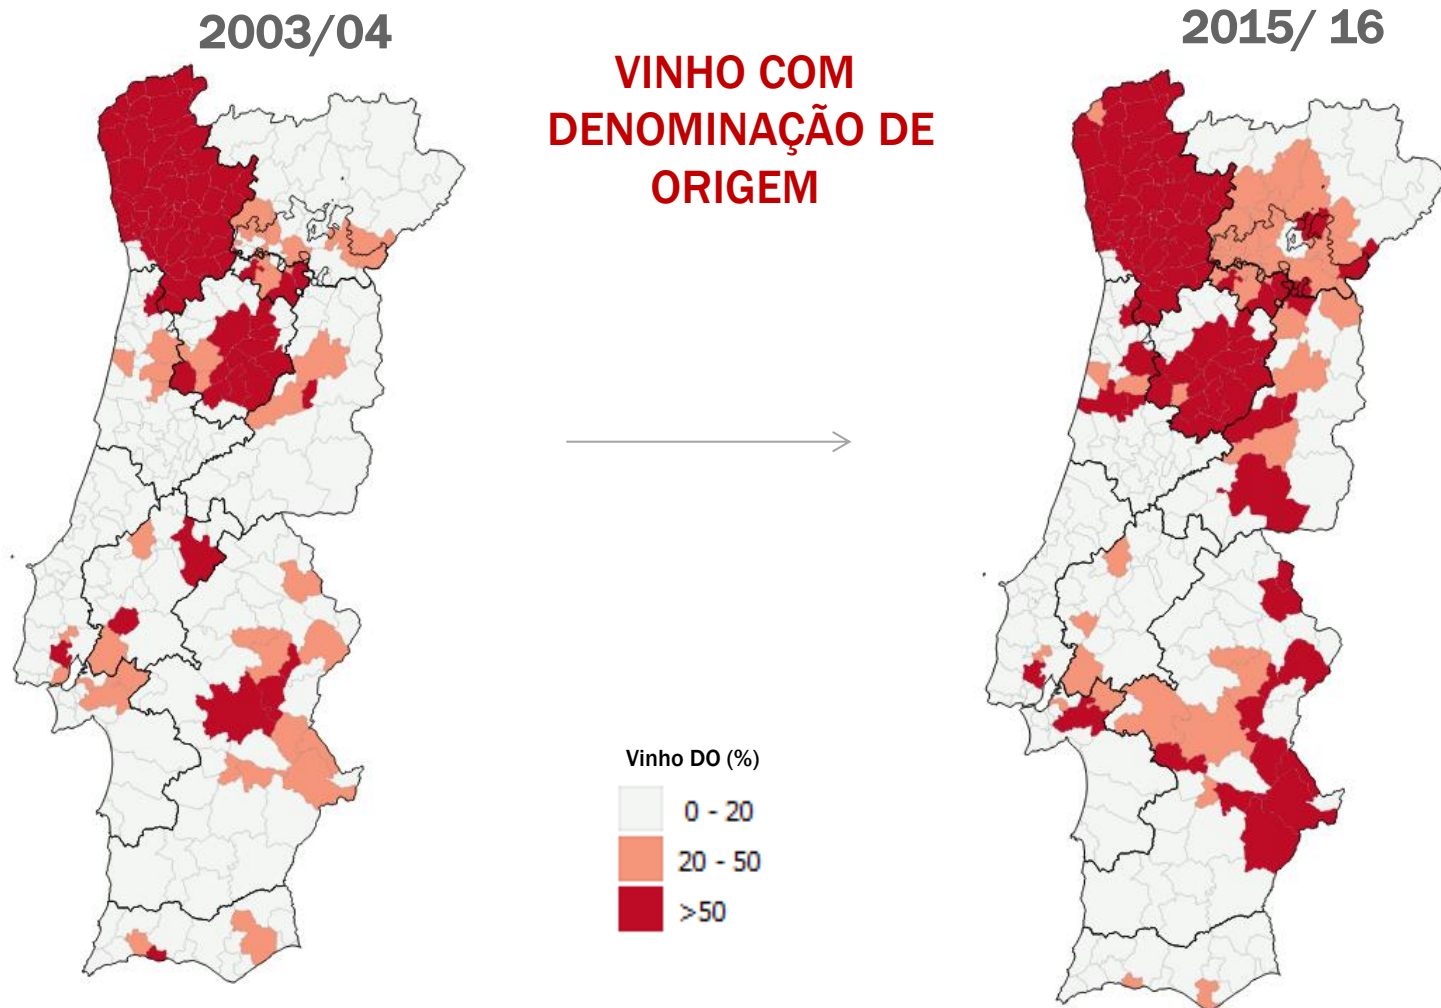 2003/04
VINHO COM
DENOMINAÇÃO DE
ORIGEM
2015/ 16
Vinho DO (%)
0 - 20
20 - 50
>50